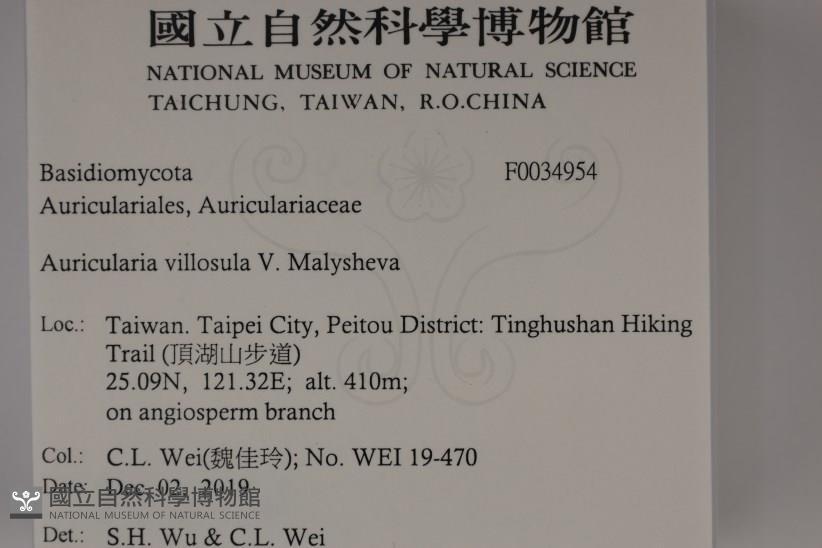 國立自然科學博物館
NATIONAL MUSEUM OF NATURAL SCIENCE
TAICHUNG, TAIWAN, R.O.CHINA
Basidiomycota F0034954
Auriculariales, Auriculariaceae
Auricularia villosula V. Malysheva
Loc.: Taiwan. Taipei City, Peitou District: Tinghushan Hiking
Trail (頂湖山步道)
25.09N, 121.32E; alt. 410m;
on angiosperm branch
Col.: C.L. Wei(魏佳玲); No. WEI 19-470
Date: Dec. 02, 2019
國立自然科學博物館
NATIONAL MUSEUM OF NATURAL SCIENCE
Det.: S.H. Wu & C.L. Wei